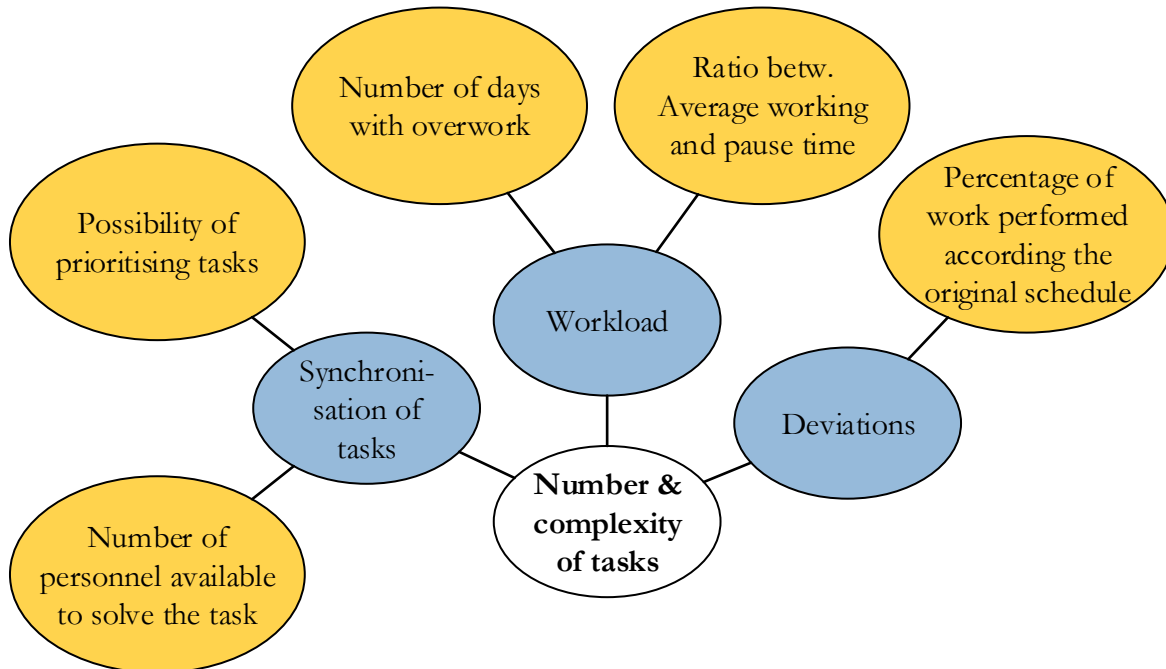 Number of days
with overwork
Ratio betw.
Average working
and pause time
Percentage of
work performed
according the
original schedule
Possibility of
prioritising tasks
Workload
Synchroni-
sation of
tasks
Deviations
Number &
complexity
of tasks
Number of
personnel available
to solve the task